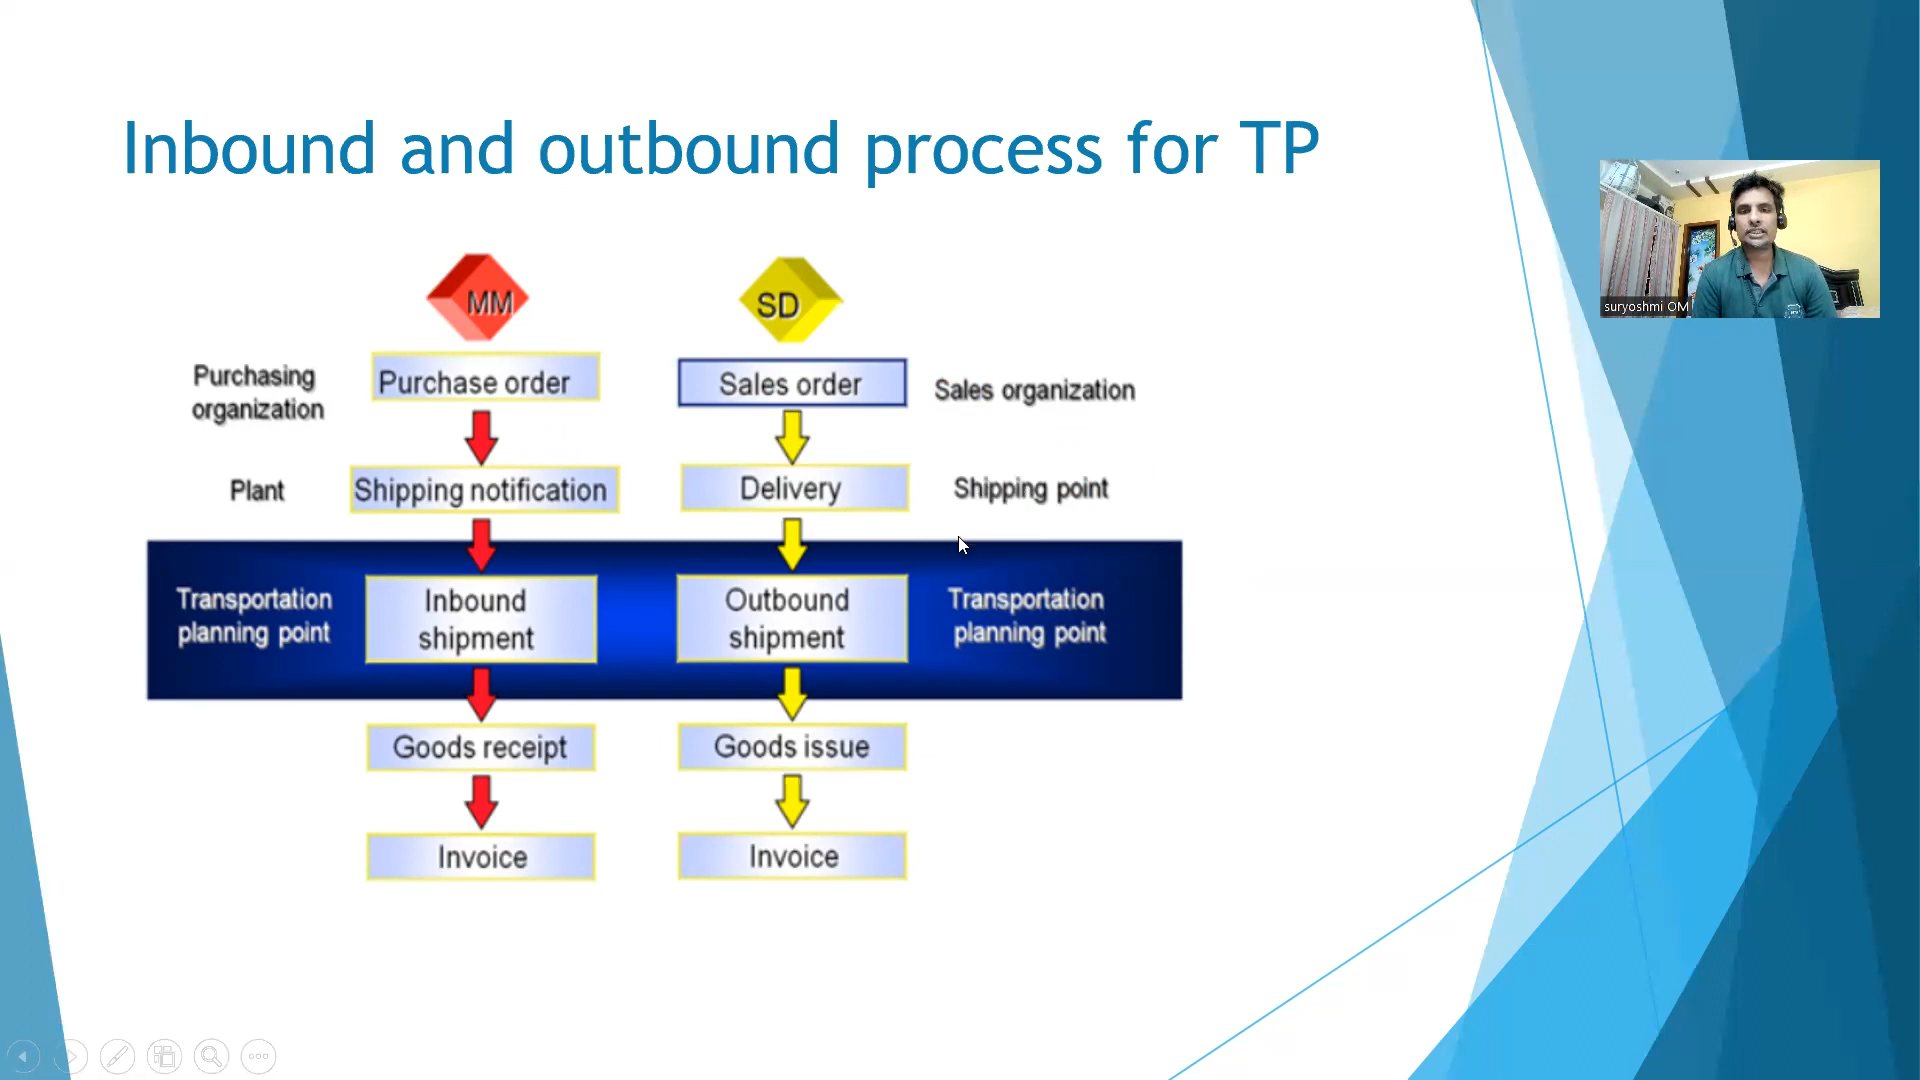 Inbound and outbound process for TP
MM
SD
Purchasing
organization
Purchase order
Sales order
Sales organization
Plant
Shipping notification
Delivery
Shipping point
Transportation
planning point
Inbound
shipment
Outbound
shipment
Transportation
planning point
Goods receipt
Goods issue
Invoice
Invoice
suryoshmi OM